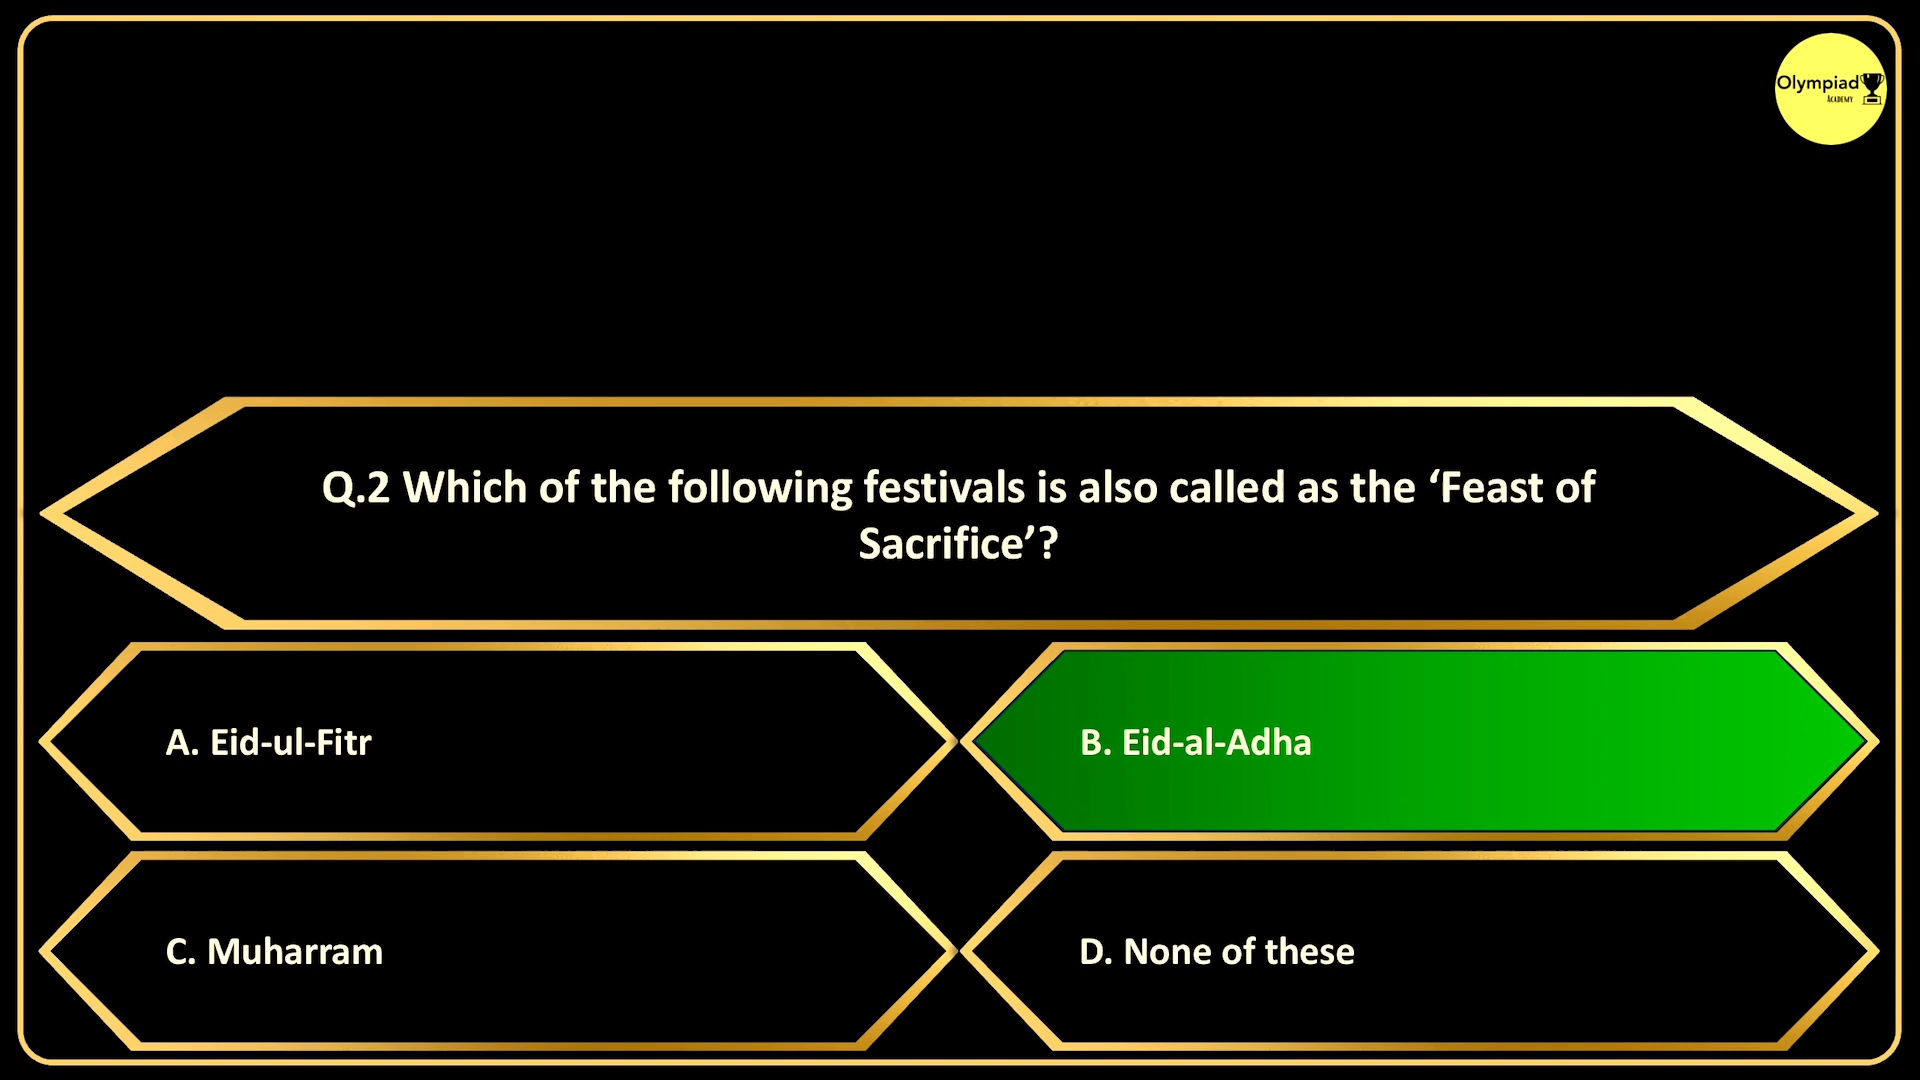 Olympiad
ACADEMY
Q.2 Which of the following festivals is also called as the ‘Feast of
Sacrifice’?
A. Eid-ul-Fitr
B. Eid-al-Adha
C. Muharram
D. None of these